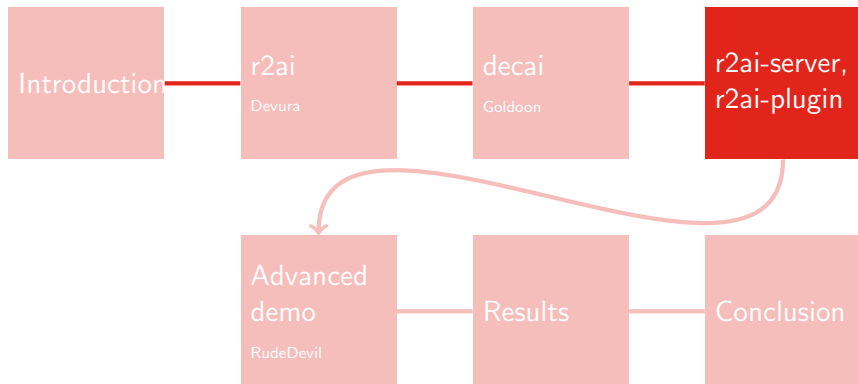 Introduction
r2ai
Devura
decai
Goldoon
r2ai-server,
r2ai-plugin
Advanced
demo
RudeDevil
Results
Conclusion